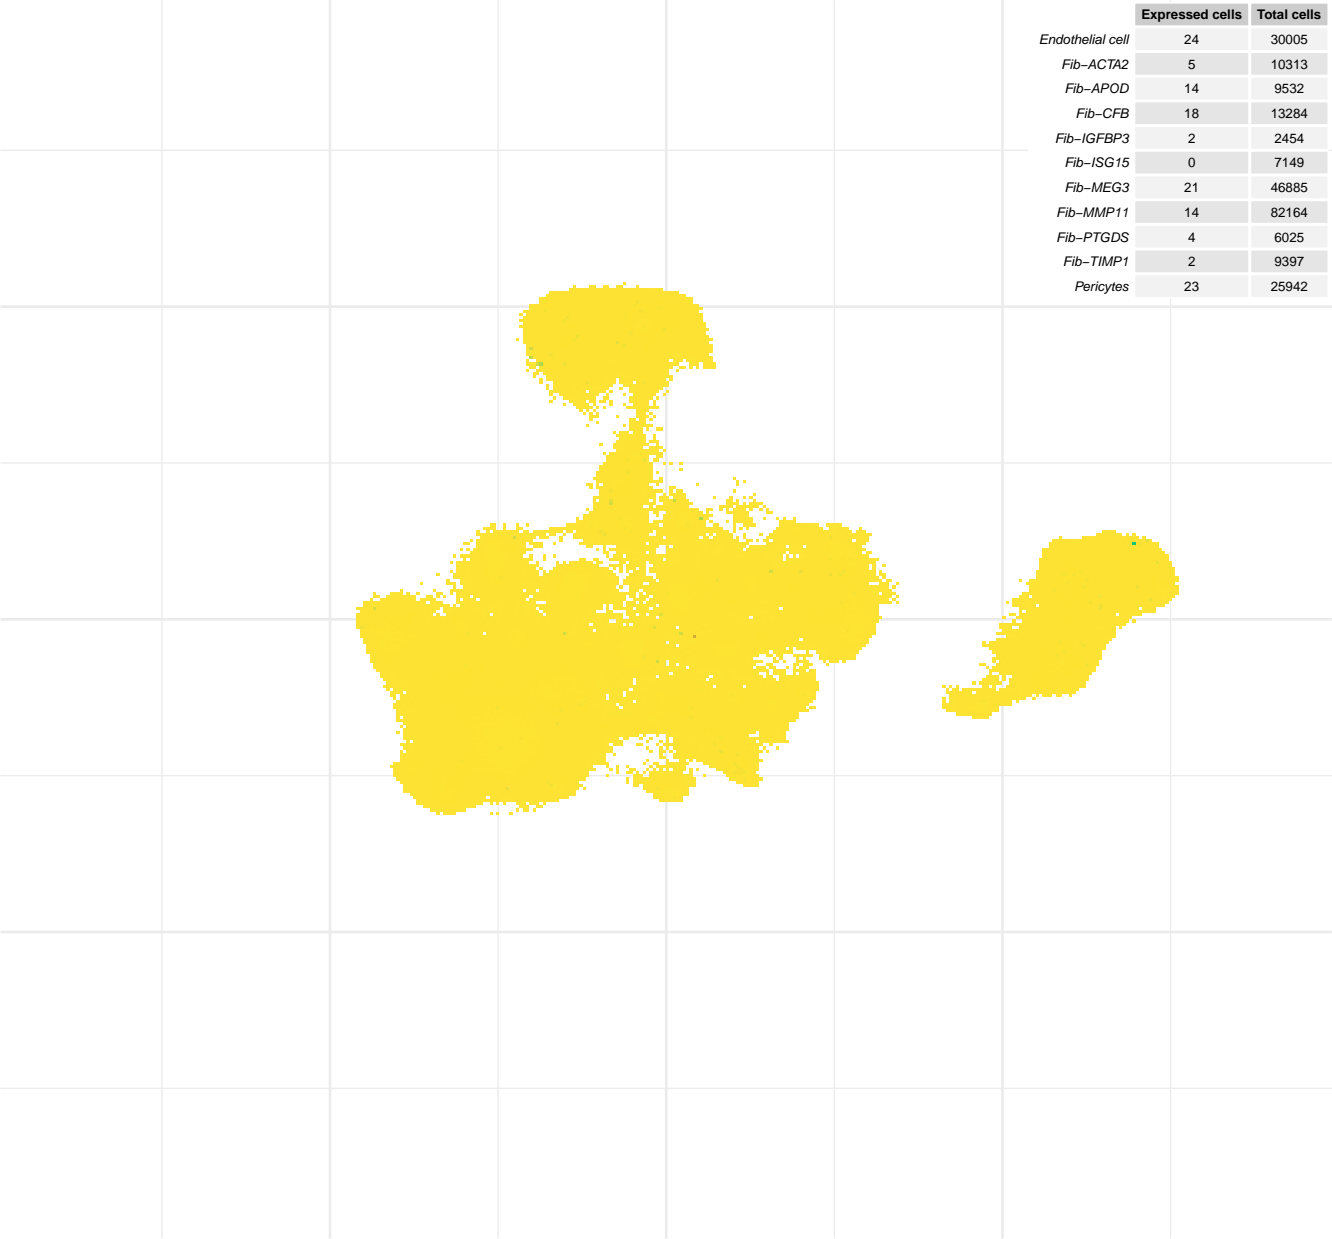 Expressed cells Total cells
Endothelial cell 24 30005
Fib−ACTA2 5 10313
Fib−APOD 14 9532
Fib−CFB 18 13284
Fib−IGFBP3 2 2454
Fib−ISG15 0 7149
Fib−MEG3 21 46885
Fib−MMP11 14 82164
Fib−PTGDS 4 6025
Fib−TIMP1 2 9397
Pericytes 23 25942